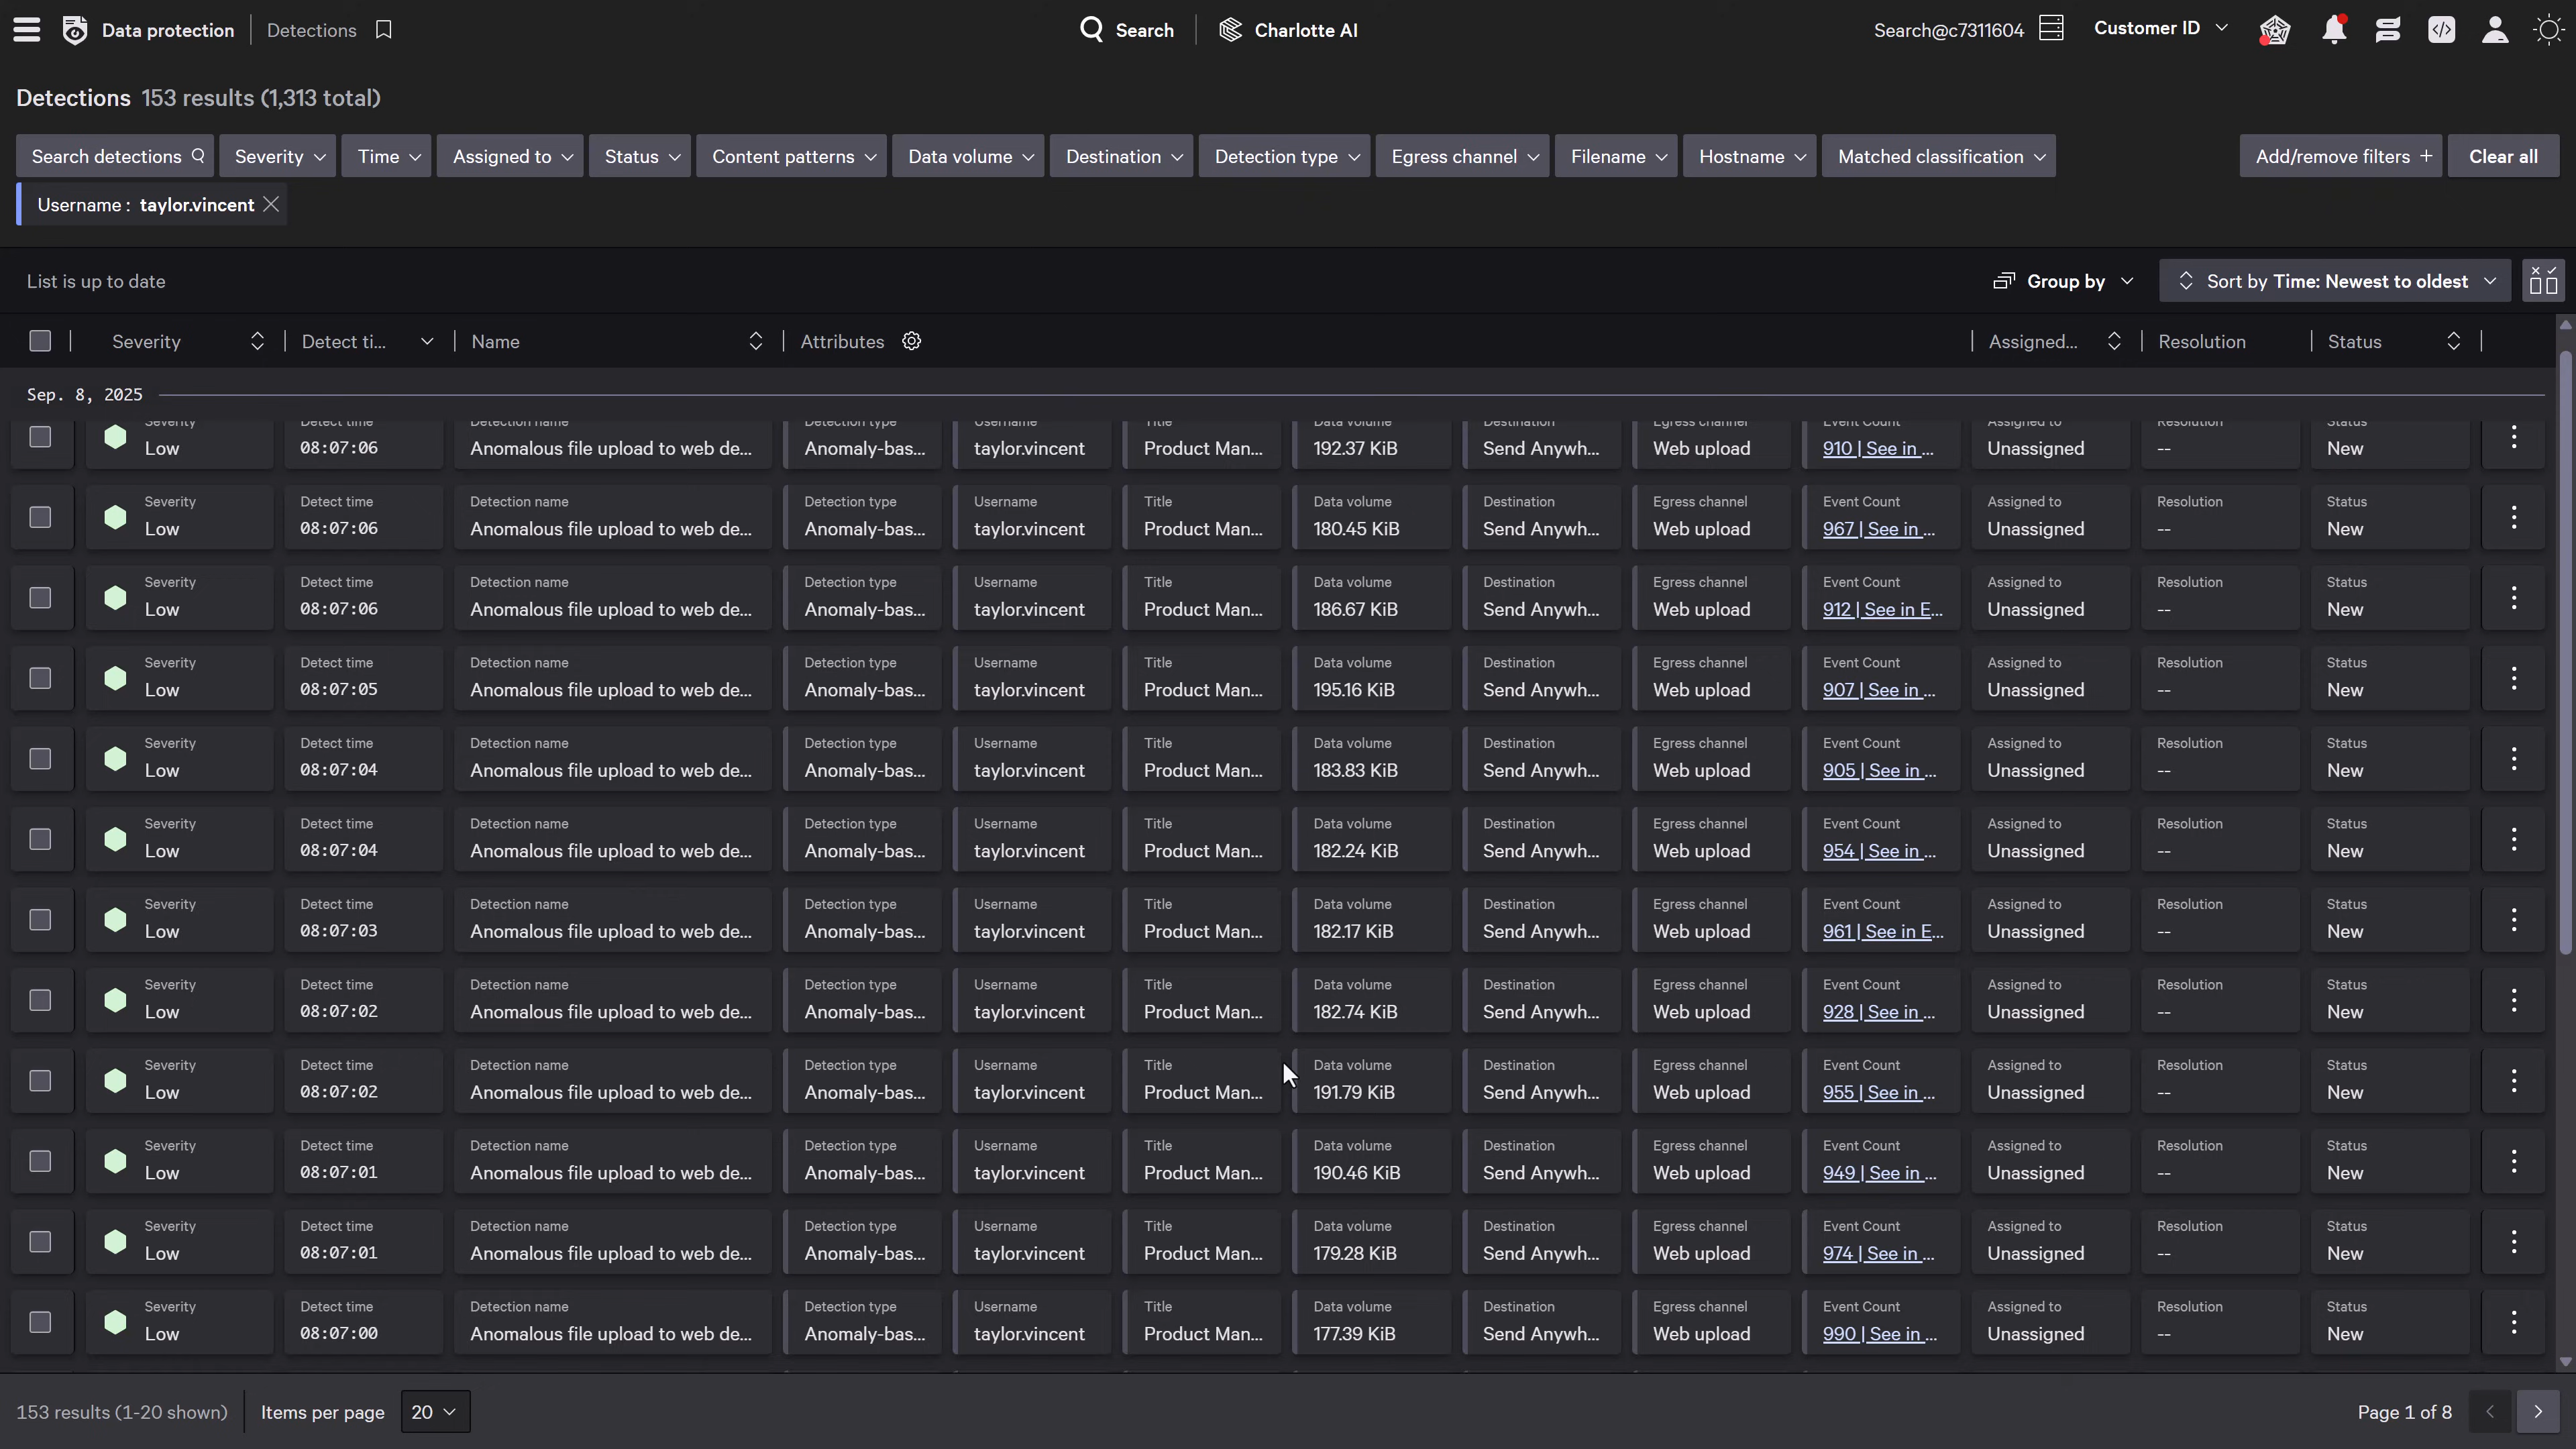 Data protection
Detections
Search
Charlotte AI
Search@c7311604
Customer ID
Detections 153 results (1,313 total)
Search detections
Severity
Time
Assigned to
Status
Content patterns
Data volume
Destination
Detection type
Egress channel
Filename
Hostname
Matched classification
Add/remove filters +
Clear all
Username : taylor.vincent
List is up to date
Group by
Sort by Time: Newest to oldest
Severity Detect ti... Name Attributes Assigned... Resolution Status
Sep. 8, 2025
Severity Detect time Detection name Detection type Username Title Data volume Destination Egress channel Event Count Assigned to Resolution Status
Low 08:07:06 Anomalous file upload to web de... Anomaly-bas... taylor.vincent Product Man... 192.37 KiB Send Anywh... Web upload 910 | See in ... Unassigned -- New
Severity Detect time Detection name Detection type Username Title Data volume Destination Egress channel Event Count Assigned to Resolution Status
Low 08:07:06 Anomalous file upload to web de... Anomaly-bas... taylor.vincent Product Man... 180.45 KiB Send Anywh... Web upload 967 | See in ... Unassigned -- New
Severity Detect time Detection name Detection type Username Title Data volume Destination Egress channel Event Count Assigned to Resolution Status
Low 08:07:06 Anomalous file upload to web de... Anomaly-bas... taylor.vincent Product Man... 186.67 KiB Send Anywh... Web upload 912 | See in E... Unassigned -- New
Severity Detect time Detection name Detection type Username Title Data volume Destination Egress channel Event Count Assigned to Resolution Status
Low 08:07:05 Anomalous file upload to web de... Anomaly-bas... taylor.vincent Product Man... 195.16 KiB Send Anywh... Web upload 907 | See in ... Unassigned -- New
Severity Detect time Detection name Detection type Username Title Data volume Destination Egress channel Event Count Assigned to Resolution Status
Low 08:07:04 Anomalous file upload to web de... Anomaly-bas... taylor.vincent Product Man... 183.83 KiB Send Anywh... Web upload 905 | See in ... Unassigned -- New
Severity Detect time Detection name Detection type Username Title Data volume Destination Egress channel Event Count Assigned to Resolution Status
Low 08:07:04 Anomalous file upload to web de... Anomaly-bas... taylor.vincent Product Man... 182.24 KiB Send Anywh... Web upload 954 | See in ... Unassigned -- New
Severity Detect time Detection name Detection type Username Title Data volume Destination Egress channel Event Count Assigned to Resolution Status
Low 08:07:03 Anomalous file upload to web de... Anomaly-bas... taylor.vincent Product Man... 182.17 KiB Send Anywh... Web upload 961 | See in E... Unassigned -- New
Severity Detect time Detection name Detection type Username Title Data volume Destination Egress channel Event Count Assigned to Resolution Status
Low 08:07:02 Anomalous file upload to web de... Anomaly-bas... taylor.vincent Product Man... 182.74 KiB Send Anywh... Web upload 928 | See in ... Unassigned -- New
Severity Detect time Detection name Detection type Username Title Data volume Destination Egress channel Event Count Assigned to Resolution Status
Low 08:07:02 Anomalous file upload to web de... Anomaly-bas... taylor.vincent Product Man... 191.79 KiB Send Anywh... Web upload 955 | See in ... Unassigned -- New
Severity Detect time Detection name Detection type Username Title Data volume Destination Egress channel Event Count Assigned to Resolution Status
Low 08:07:01 Anomalous file upload to web de... Anomaly-bas... taylor.vincent Product Man... 190.46 KiB Send Anywh... Web upload 949 | See in ... Unassigned -- New
Severity Detect time Detection name Detection type Username Title Data volume Destination Egress channel Event Count Assigned to Resolution Status
Low 08:07:01 Anomalous file upload to web de... Anomaly-bas... taylor.vincent Product Man... 179.28 KiB Send Anywh... Web upload 974 | See in ... Unassigned -- New
Severity Detect time Detection name Detection type Username Title Data volume Destination Egress channel Event Count Assigned to Resolution Status
Low 08:07:00 Anomalous file upload to web de... Anomaly-bas... taylor.vincent Product Man... 177.39 KiB Send Anywh... Web upload 990 | See in ... Unassigned -- New
153 results (1-20 shown)
Items per page 20
Page 1 of 8